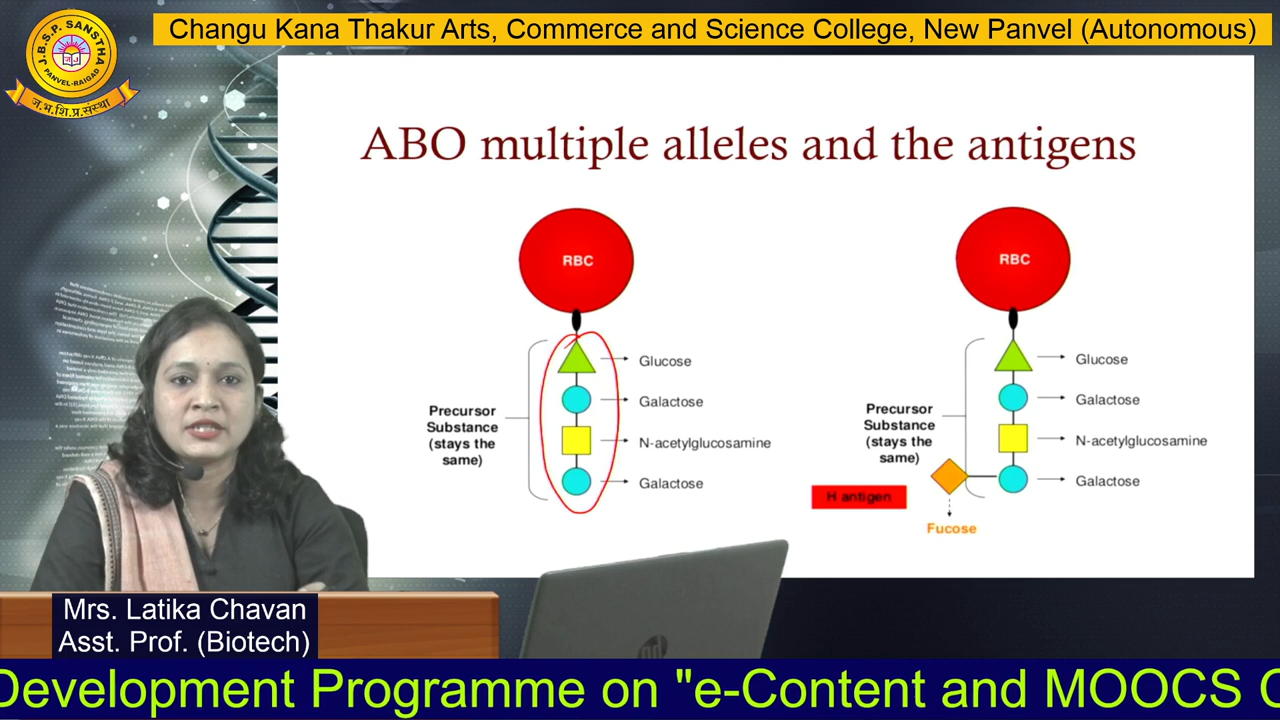 Changu Kana Thakur Arts, Commerce and Science College, New Panvel (Autonomous)
J.B.S.P. SANSTHA
PANVEL-RAIGAD
ज.भ.शि.प्र.संस्था
ABO multiple alleles and the antigens
RBC
Glucose
Galactose
N-acetylglucosamine
Galactose
Precursor
Substance
(stays the
same)
RBC
Glucose
Galactose
N-acetylglucosamine
Galactose
Precursor
Substance
(stays the
same)
H antigen
Fucose
hp
Mrs. Latika Chavan
Asst. Prof. (Biotech)
Development Programme on "e-Content and MOOCS